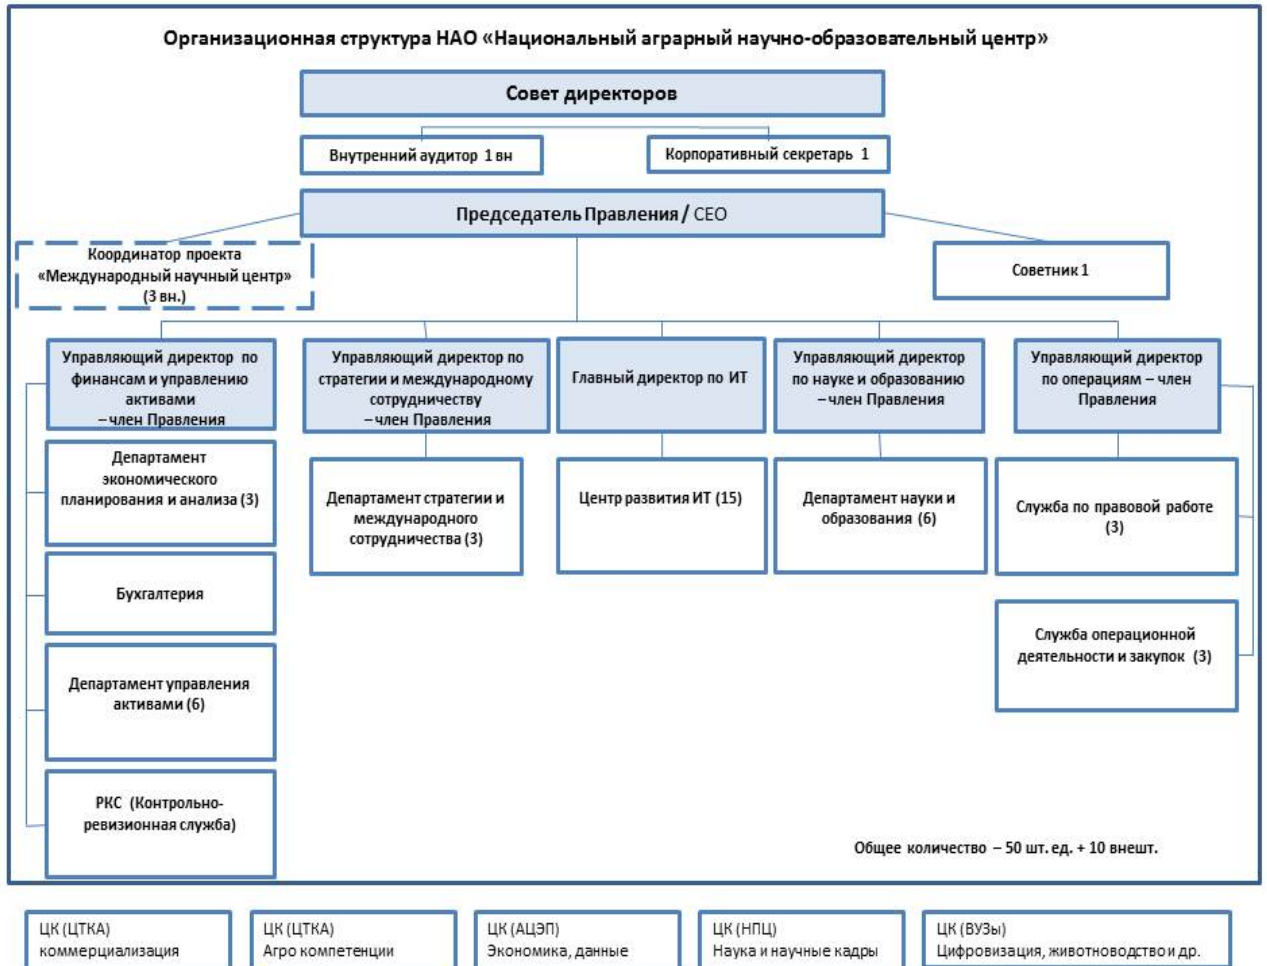 Организационная структура НАО «Национальный аграрный научно-образовательный центр»
Совет директоров
Внутренний аудитор 1 вн
Корпоративный секретарь 1
Председатель Правления / CEO
Координатор проекта
«Международный научный центр»
(3 вн.)
Советник 1
Управляющий директор по
финансам и управлению
активами
– член Правления
Управляющий директор по
стратегии и международному
сотрудничеству
– член Правления
Главный директор по ИТ
Управляющий директор
по науке и образованию
– член Правления
Управляющий директор
по операциям – член
Правления
Департамент
экономического
планирования и анализа (3)
Департамент стратегии и
международного
сотрудничества (3)
Центр развития ИТ (15)
Департамент науки и
образования (6)
Служба по правовой работе
(3)
Бухгалтерия
Служба операционной
деятельности и закупок (3)
Департамент управления
активами (6)
РКС (Контрольно-
ревизионная служба)
Общее количество – 50 шт. ед. + 10 внешт.
ЦК (ЦТКА)
коммерциализация
ЦК (ЦТКА)
Агро компетенции
ЦК (АЦЭП)
Экономика, данные
ЦК (НПЦ)
Наука и научные кадры
ЦК (ВУЗы)
Цифровизация, животноводство и др.